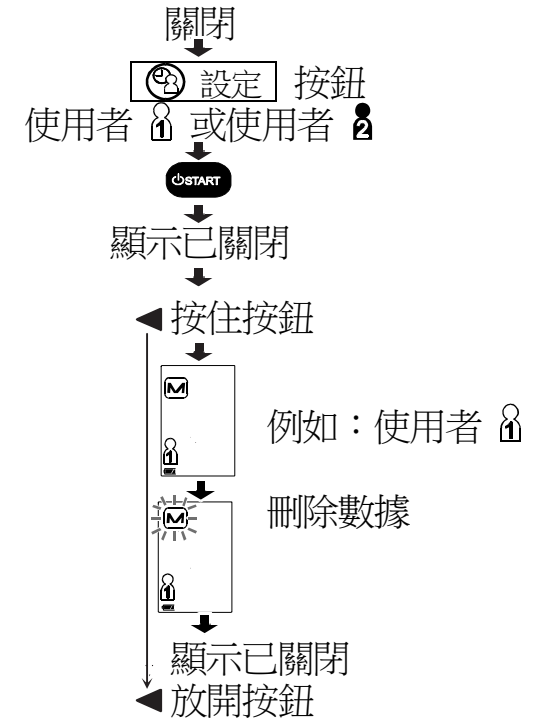 關閉
設定 按鈕
使用者 1 或使用者 2
START
顯示已關閉
按住按鈕
M
1
例如：使用者 1
M
刪除數據
1
顯示已關閉
放開按鈕